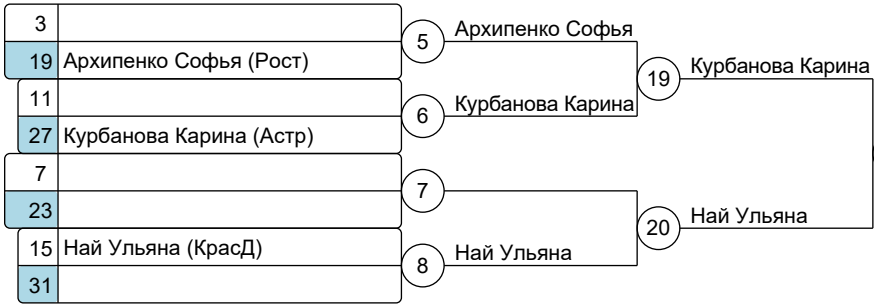 3
5 Архипенко Софья
19 Архипенко Софья (Рост)
19 Курбанова Карина
11
6 Курбанова Карина
27 Курбанова Карина (Астр)
7
7
23
20 Най Ульяна
15 Най Ульяна (КрасД)
8 Най Ульяна
31